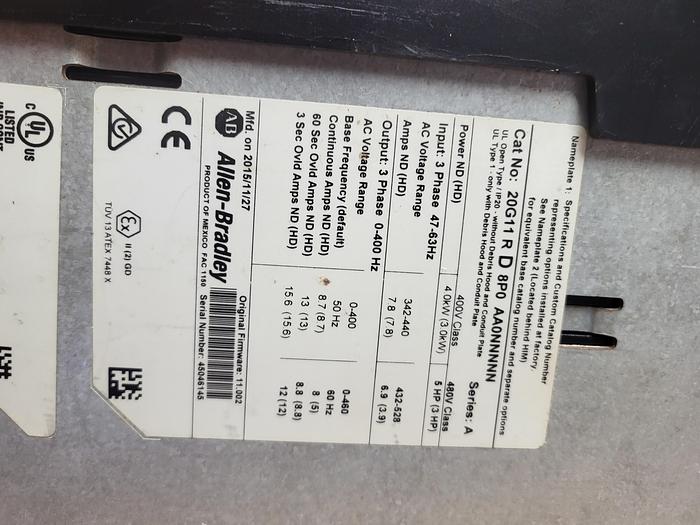 Nameplate 1: Specifications and Custom Catalog Number
representing options installed at factory.
See Nameplate 2 (Located behind HIM)
for equivalent base catalog number and separate options
Cat No: 20G11 R D 8P0 AA0NNNNN
UL Open Type / IP20 - without Debris Hood and Conduit Plate
UL Type 1 - only with Debris Hood and Conduit Plate
Series: A
400V Class 480V Class
Power ND (HD) 4.0kW (3.0kW) 5 HP (3 HP)
Input: 3 Phase 47-63Hz
AC Voltage Range 342-440 432-528
Amps ND (HD) 7.8 (7.8) 6.9 (3.9)
Output: 3 Phase 0-400 Hz
AC Voltage Range 0-400 0-460
Base Frequency (default) 50 Hz 60 Hz
Continuous Amps ND (HD) 8.7 (8.7) 8 (5)
60 Sec Ovld Amps ND (HD) 13 (13) 8.8 (8.8)
3 Sec Ovld Amps ND (HD) 15.6 (15.6) 12 (12)
Mfd. on 2015/11/27 Original Firmware: 11.002
AB Allen-Bradley
PRODUCT OF MEXICO FAC 1100 Serial Number: 45046145
CE
Ex II (2) GD
TUV 13 ATEX 7448 X
C UL US
LISTED
IND CONT